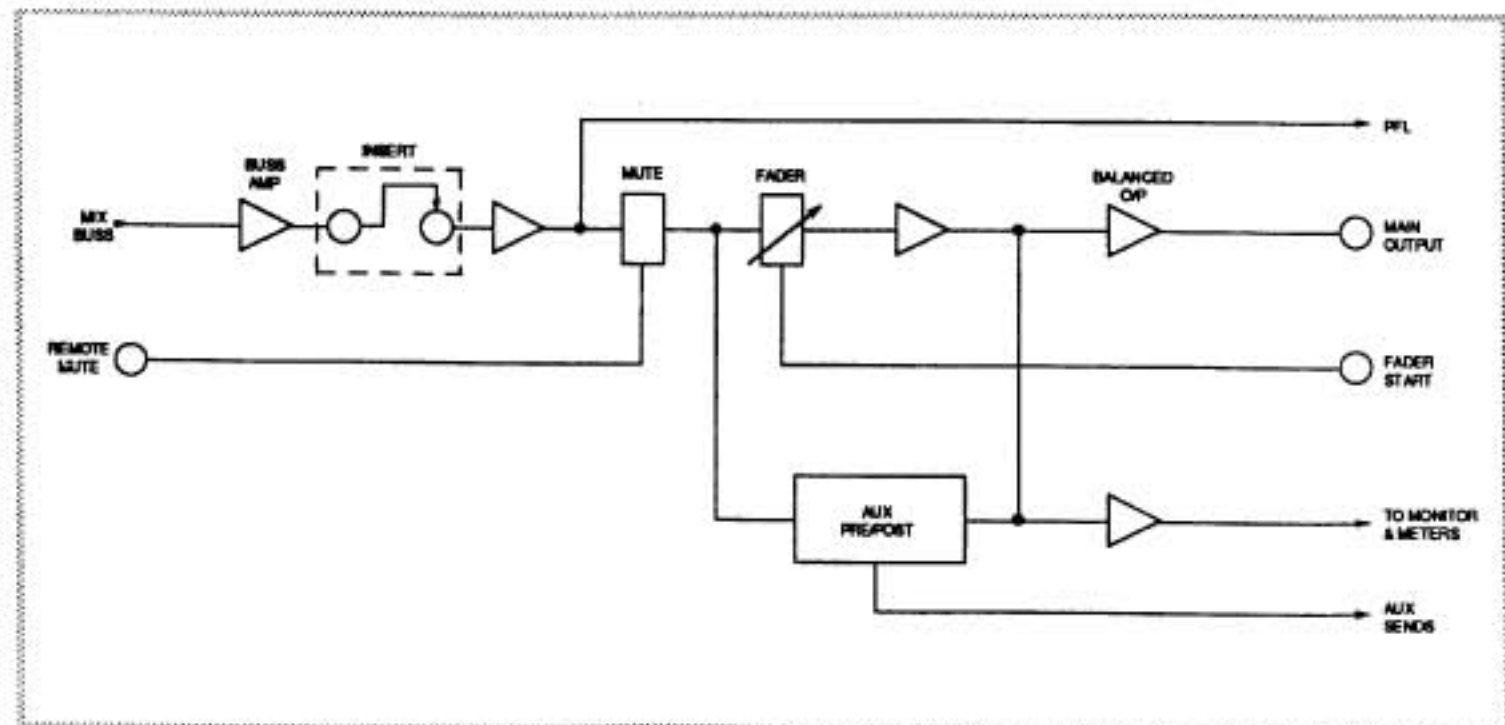 PFL
INSERT
BUSS
AMP
MUTE
FADER
BALANCED
O/P
MIX
BUSS
MAIN
OUTPUT
REMOTE
MUTE
FADER
START
AUX
PRE/POST
TO MONITOR
& METERS
AUX
SENDS